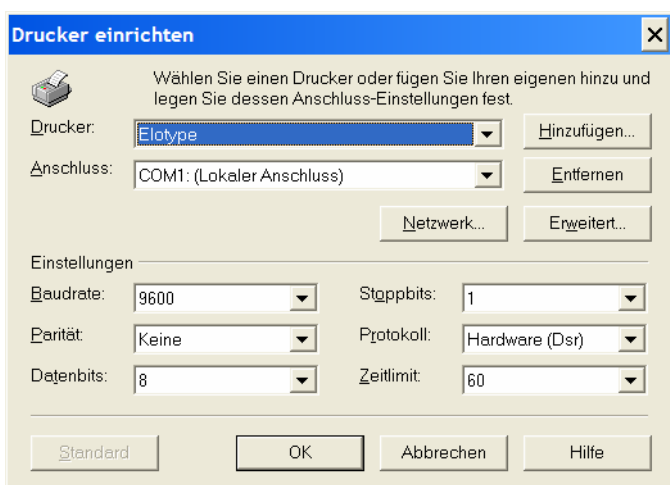 Drucker einrichten
Wählen Sie einen Drucker oder fügen Sie Ihren eigenen hinzu und
legen Sie dessen Anschluss-Einstellungen fest.
Drucker: Elotype Hinzufügen...
Anschluss: COM1: (Lokaler Anschluss) Entfernen
Netzwerk... Erweitert...
Einstellungen
Baudrate: 9600 Stoppbits: 1
Parität: Keine Protokoll: Hardware (Dsr)
Datenbits: 8 Zeitlimit: 60
Standard OK Abbrechen Hilfe